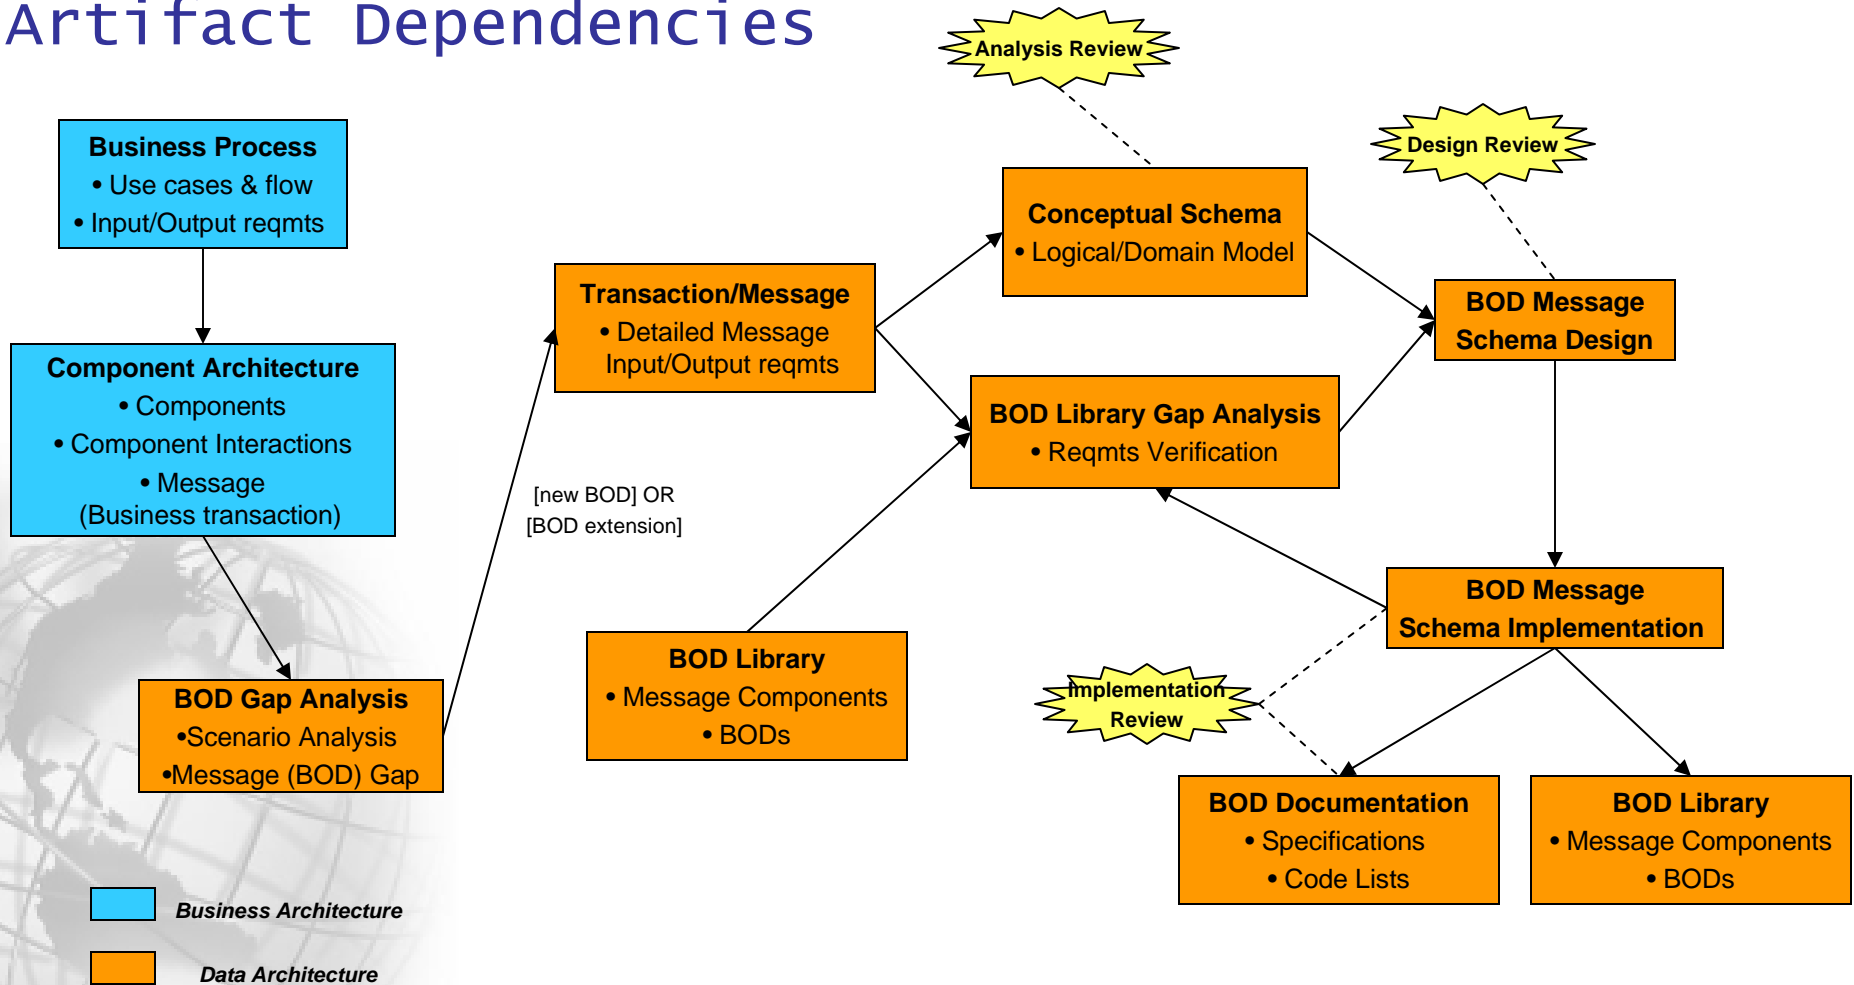 Artifact Dependencies
Analysis Review
Design Review
Business Process
• Use cases & flow
• Input/Output reqmts
Component Architecture
• Components
• Component Interactions
• Message
(Business transaction)
BOD Gap Analysis
•Scenario Analysis
•Message (BOD) Gap
[new BOD] OR
[BOD extension]
Transaction/Message
• Detailed Message
Input/Output reqmts
Conceptual Schema
• Logical/Domain Model
BOD Library Gap Analysis
• Reqmts Verification
BOD Message
Schema Design
BOD Library
• Message Components
• BODs
BOD Message
Schema Implementation
Implementation
Review
BOD Documentation
• Specifications
• Code Lists
BOD Library
• Message Components
• BODs
Business Architecture
Data Architecture